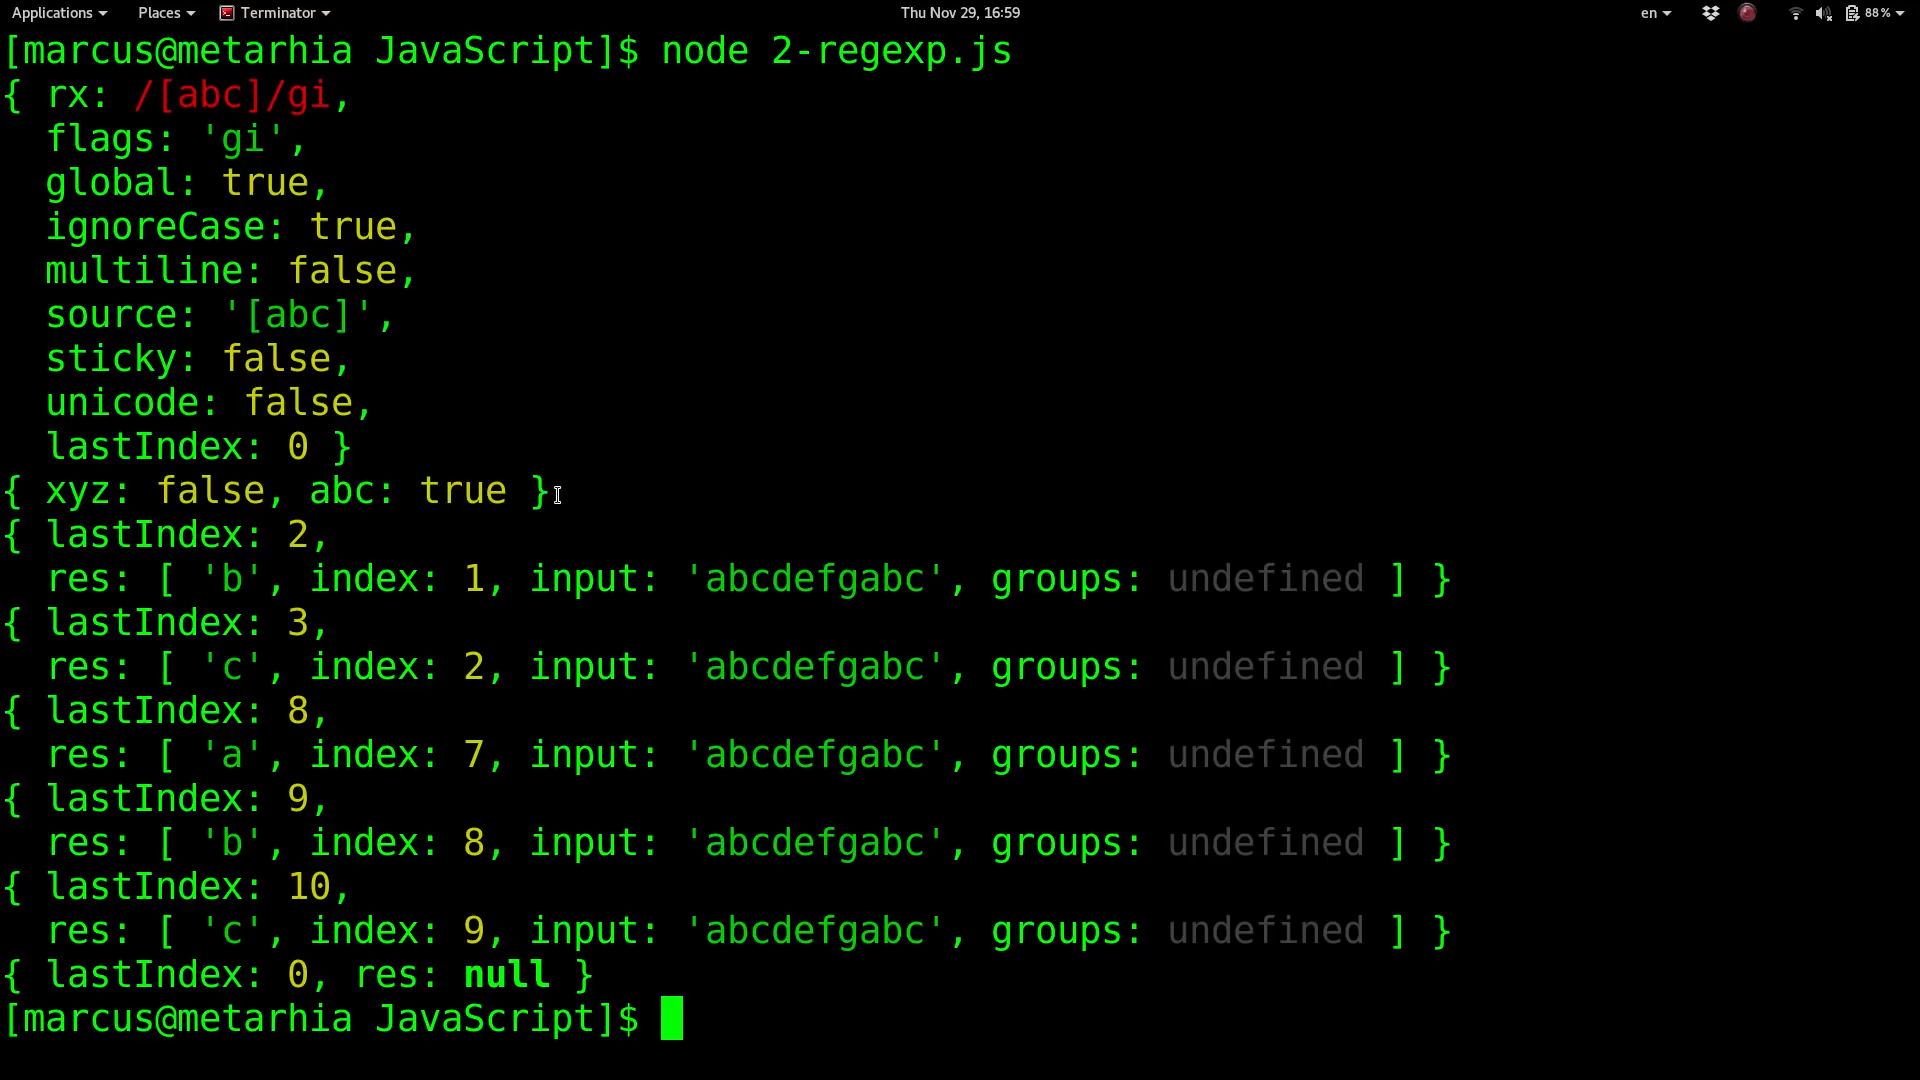 Applications Places Terminator Thu Nov 29, 16:59 en 88%
[marcus@metarhia JavaScript]$ node 2-regexp.js
{ rx: /[abc]/gi,
  flags: 'gi',
  global: true,
  ignoreCase: true,
  multiline: false,
  source: '[abc]',
  sticky: false,
  unicode: false,
  lastIndex: 0 }
{ xyz: false, abc: true }
{ lastIndex: 2,
  res: [ 'b', index: 1, input: 'abcdefgabc', groups: undefined ] }
{ lastIndex: 3,
  res: [ 'c', index: 2, input: 'abcdefgabc', groups: undefined ] }
{ lastIndex: 8,
  res: [ 'a', index: 7, input: 'abcdefgabc', groups: undefined ] }
{ lastIndex: 9,
  res: [ 'b', index: 8, input: 'abcdefgabc', groups: undefined ] }
{ lastIndex: 10,
  res: [ 'c', index: 9, input: 'abcdefgabc', groups: undefined ] }
{ lastIndex: 0, res: null }
[marcus@metarhia JavaScript]$